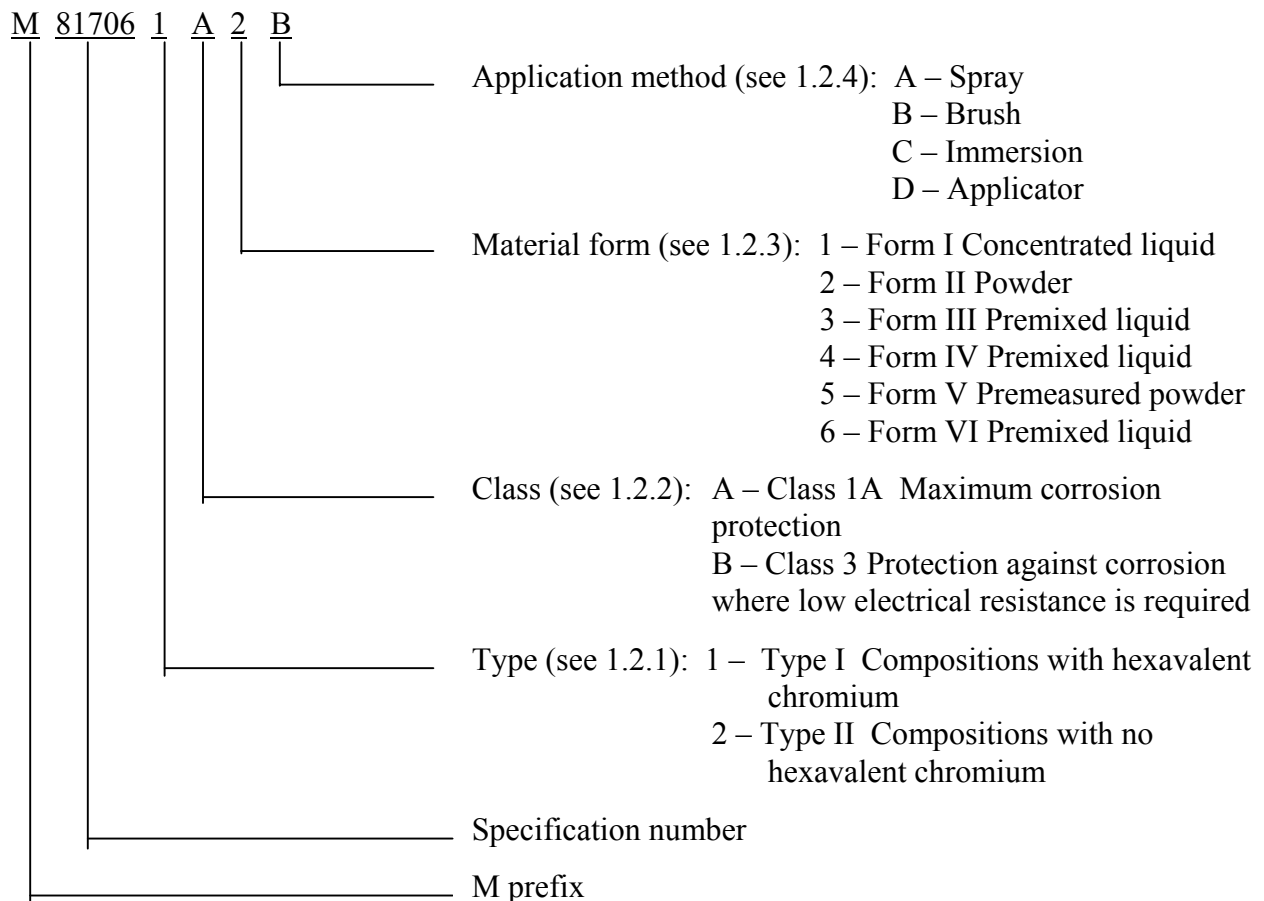 M 81706 1 A 2 B
Application method (see 1.2.4): A – Spray
B – Brush
C – Immersion
D – Applicator
Material form (see 1.2.3): 1 – Form I Concentrated liquid
2 – Form II Powder
3 – Form III Premixed liquid
4 – Form IV Premixed liquid
5 – Form V Premeasured powder
6 – Form VI Premixed liquid
Class (see 1.2.2): A – Class 1A Maximum corrosion
protection
B – Class 3 Protection against corrosion
where low electrical resistance is required
Type (see 1.2.1): 1 – Type I Compositions with hexavalent
chromium
2 – Type II Compositions with no
hexavalent chromium
Specification number
M prefix